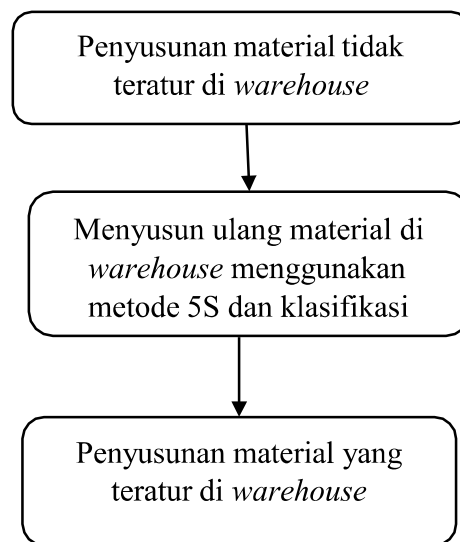 Penyusunan material tidak
teratur di warehouse
Menyusun ulang material di
warehouse menggunakan
metode 5S dan klasifikasi
Penyusunan material yang
teratur di warehouse